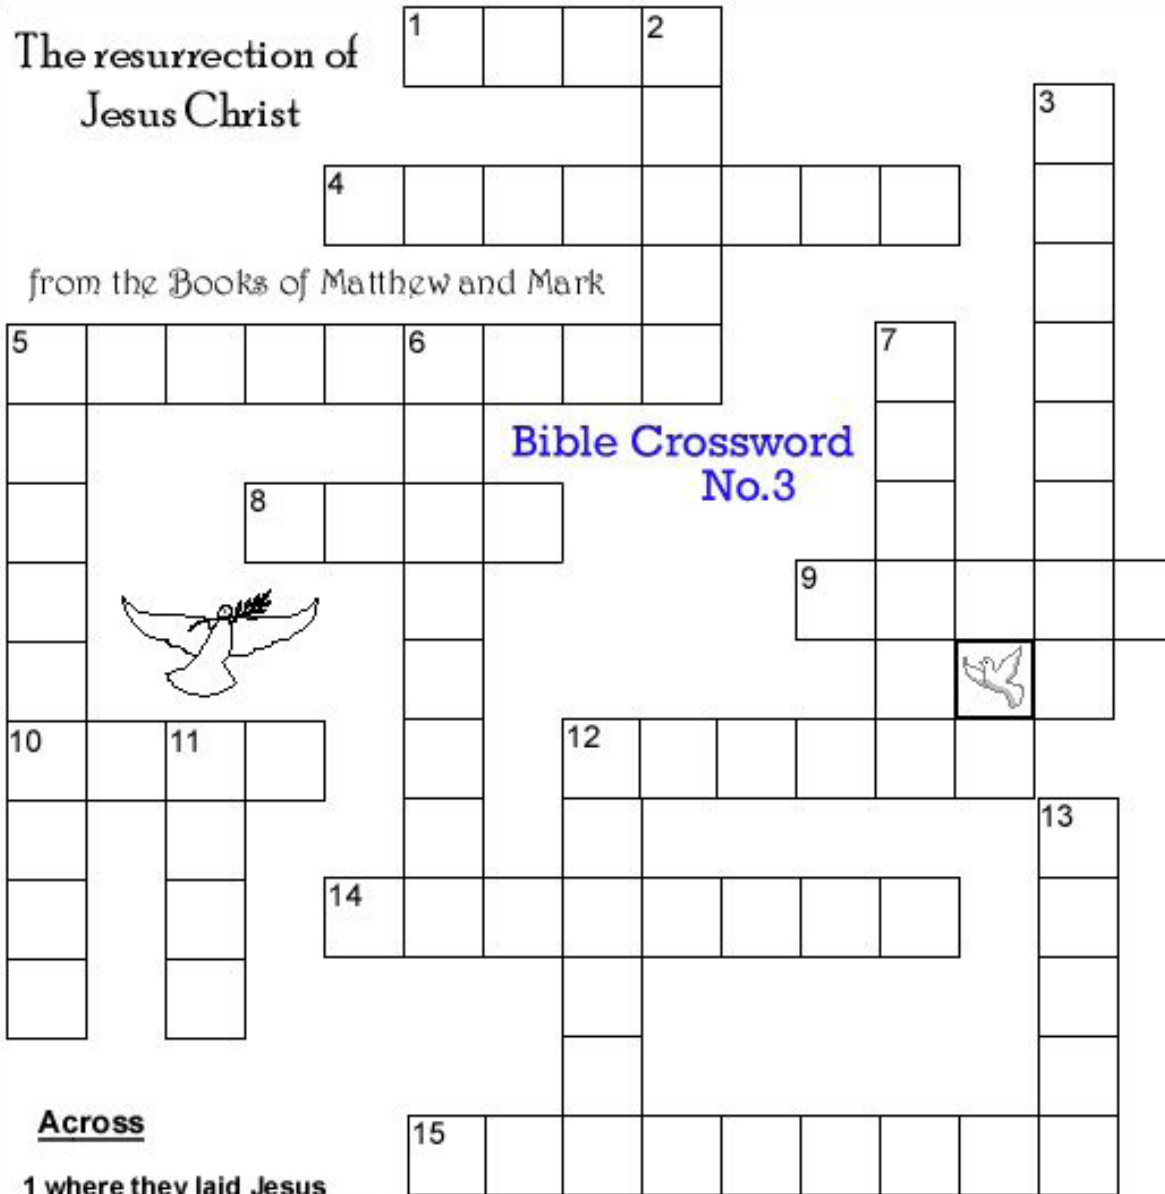 The resurrection of
Jesus Christ
1
2
3
4
from the Books of Matthew and Mark
5
6
7
Bible Crossword
No.3
8
9
10
11
12
13
14
Across
15
1 where they laid Jesus